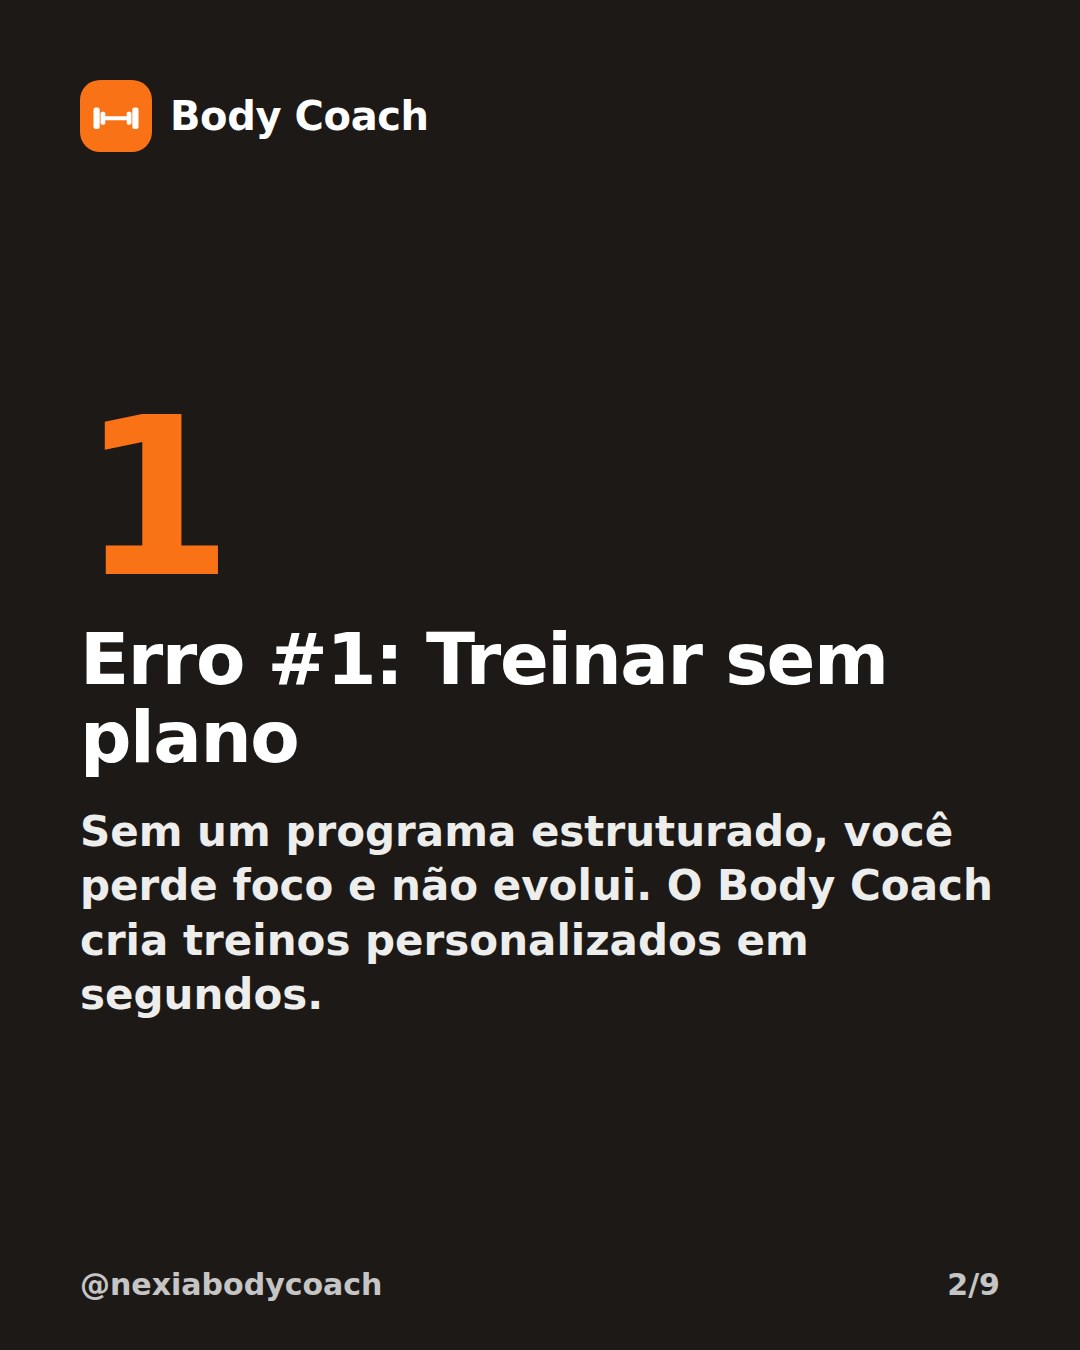 Body Coach
1
Erro #1: Treinar sem
plano
Sem um programa estruturado, você
perde foco e não evolui. O Body Coach
cria treinos personalizados em
segundos.
@nexiabodycoach
2/9